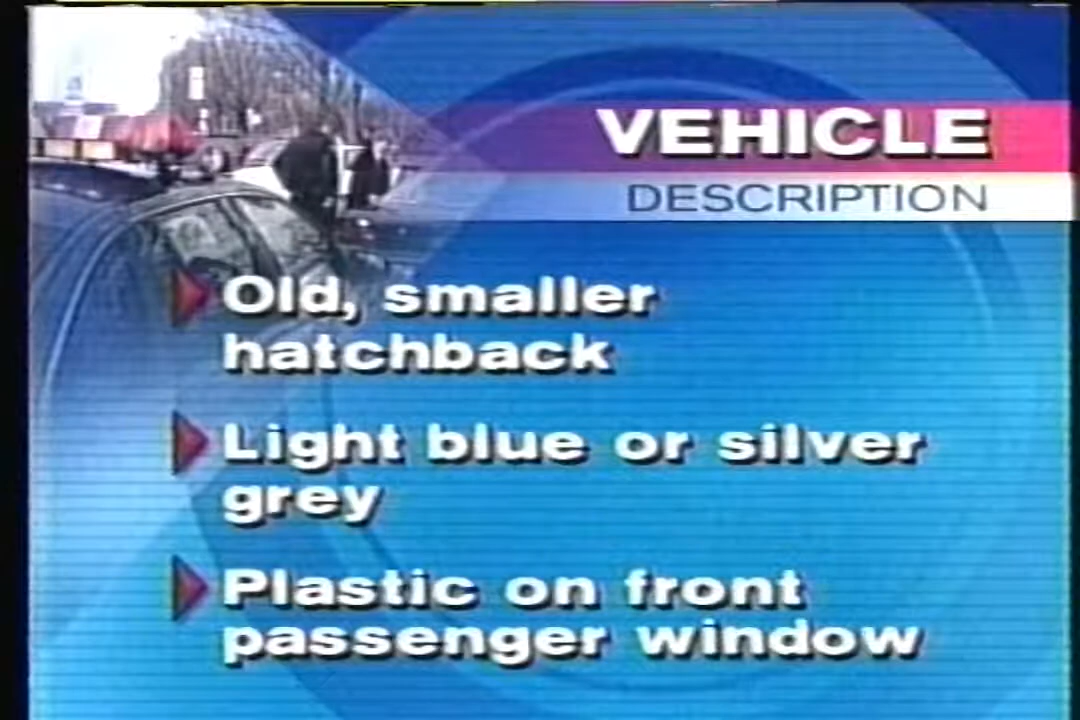 VEHICLE
DESCRIPTION
Old, smaller
hatchback
Light blue or silver
grey
Plastic on front
passenger window